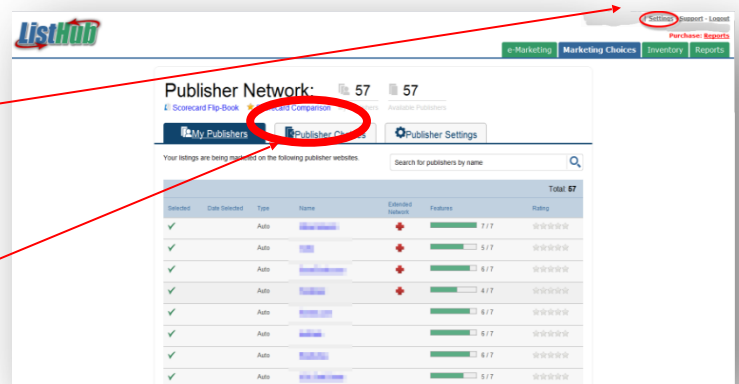 Settings - Support - Logout
ListHub
Purchase: Reports
e-Marketing Marketing Choices Inventory Reports
Publisher Network: 57 57
Scorecard Flip-Book Comparison Available Publishers
My Publishers Publisher Choices Publisher Settings
Your listings are being marketed on the following publisher websites. Search for publishers by name
Total: 57
Selected Date Selected Type Name Extended Network Features Rating
Auto 7 / 7
Auto 5 / 7
Auto 6 / 7
Auto 4 / 7
Auto 6 / 7
Auto 6 / 7
Auto 6 / 7
Auto 5 / 7